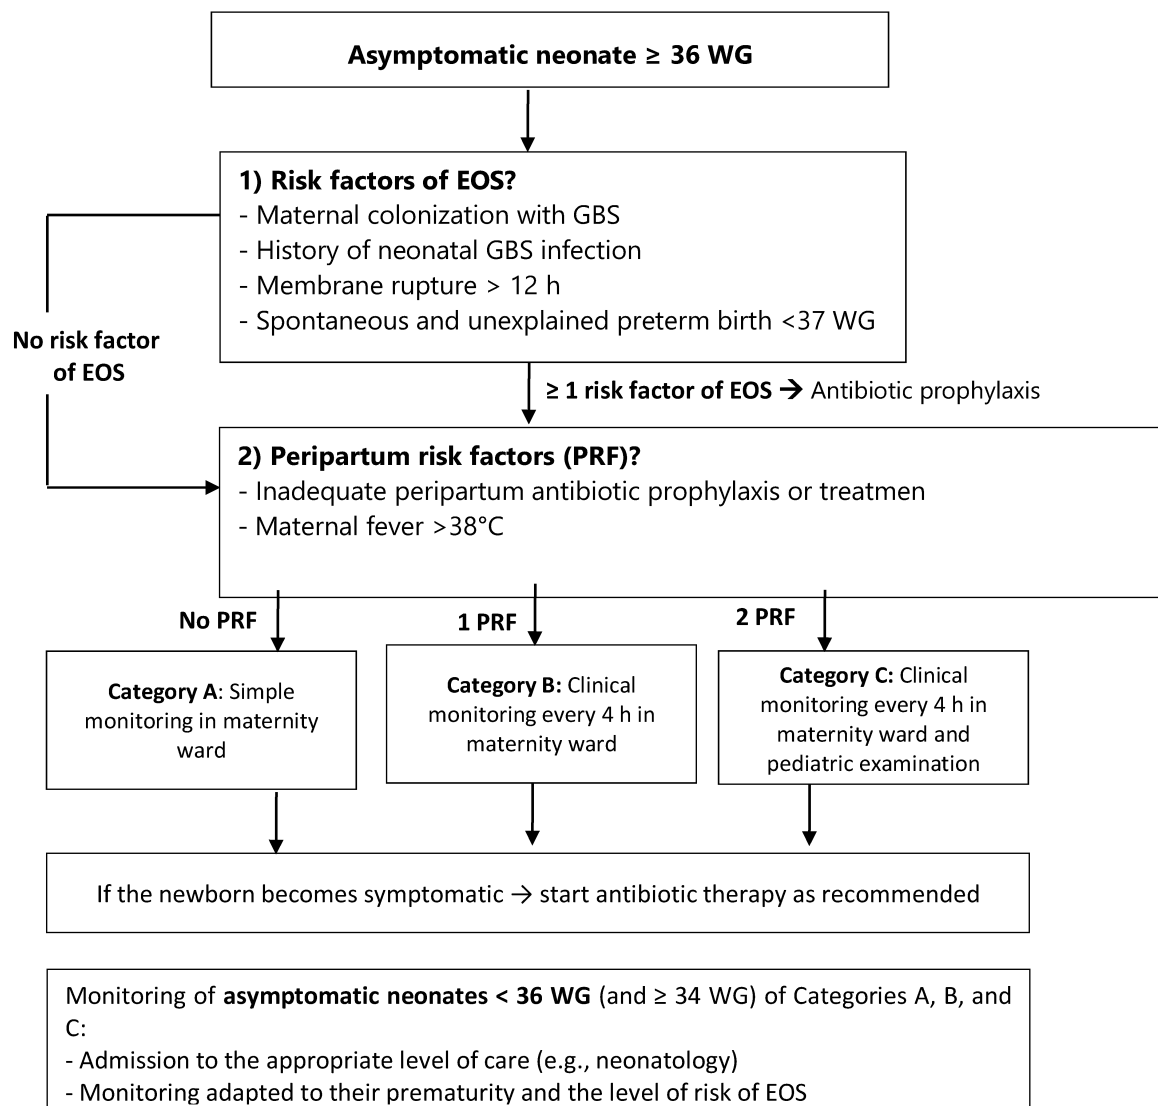 Asymptomatic neonate ≥ 36 WG
1) Risk factors of EOS?
- Maternal colonization with GBS
- History of neonatal GBS infection
- Membrane rupture > 12 h
- Spontaneous and unexplained preterm birth <37 WG
No risk factor
of EOS
≥ 1 risk factor of EOS → Antibiotic prophylaxis
2) Peripartum risk factors (PRF)?
- Inadequate peripartum antibiotic prophylaxis or treatmen
- Maternal fever >38°C
No PRF
1 PRF
2 PRF
Category A: Simple
monitoring in maternity
ward
Category B: Clinical
monitoring every 4 h in
maternity ward
Category C: Clinical
monitoring every 4 h in
maternity ward and
pediatric examination
If the newborn becomes symptomatic → start antibiotic therapy as recommended
Monitoring of asymptomatic neonates < 36 WG (and ≥ 34 WG) of Categories A, B, and
C:
- Admission to the appropriate level of care (e.g., neonatology)
- Monitoring adapted to their prematurity and the level of risk of EOS